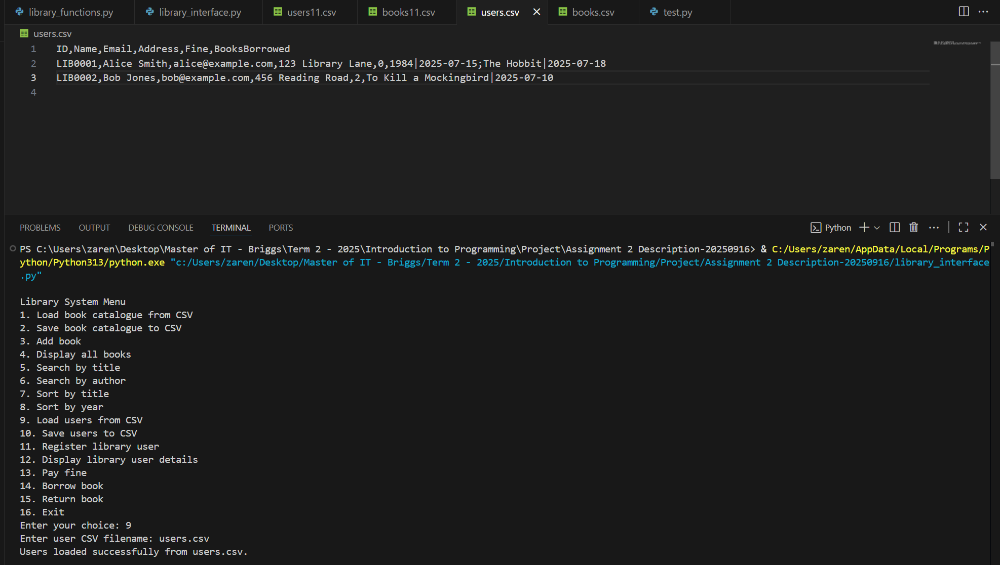 library_functions.py library_interface.py users11.csv books11.csv users.csv books.csv test.py
users.csv
1 ID,Name,Email,Address,Fine,BooksBorrowed
2 LIB0001,Alice Smith,alice@example.com,123 Library Lane,0,1984|2025-07-15;The Hobbit|2025-07-18
3 LIB0002,Bob Jones,bob@example.com,456 Reading Road,2,To Kill a Mockingbird|2025-07-10
4
PROBLEMS OUTPUT DEBUG CONSOLE TERMINAL PORTS Python
PS C:\Users\zaren\Desktop\Master of IT - Briggs\Term 2 - 2025\Introduction to Programming\Project\Assignment 2 Description-20250916> & C:/Users/zaren/AppData/Local/Programs/P
ython/Python313/python.exe "c:/Users/zaren/Desktop/Master of IT - Briggs/Term 2 - 2025/Introduction to Programming/Project/Assignment 2 Description-20250916/library_interface
.py"
Library System Menu
1. Load book catalogue from CSV
2. Save book catalogue to CSV
3. Add book
4. Display all books
5. Search by title
6. Search by author
7. Sort by title
8. Sort by year
9. Load users from CSV
10. Save users to CSV
11. Register library user
12. Display library user details
13. Pay fine
14. Borrow book
15. Return book
16. Exit
Enter your choice: 9
Enter user CSV filename: users.csv
Users loaded successfully from users.csv.